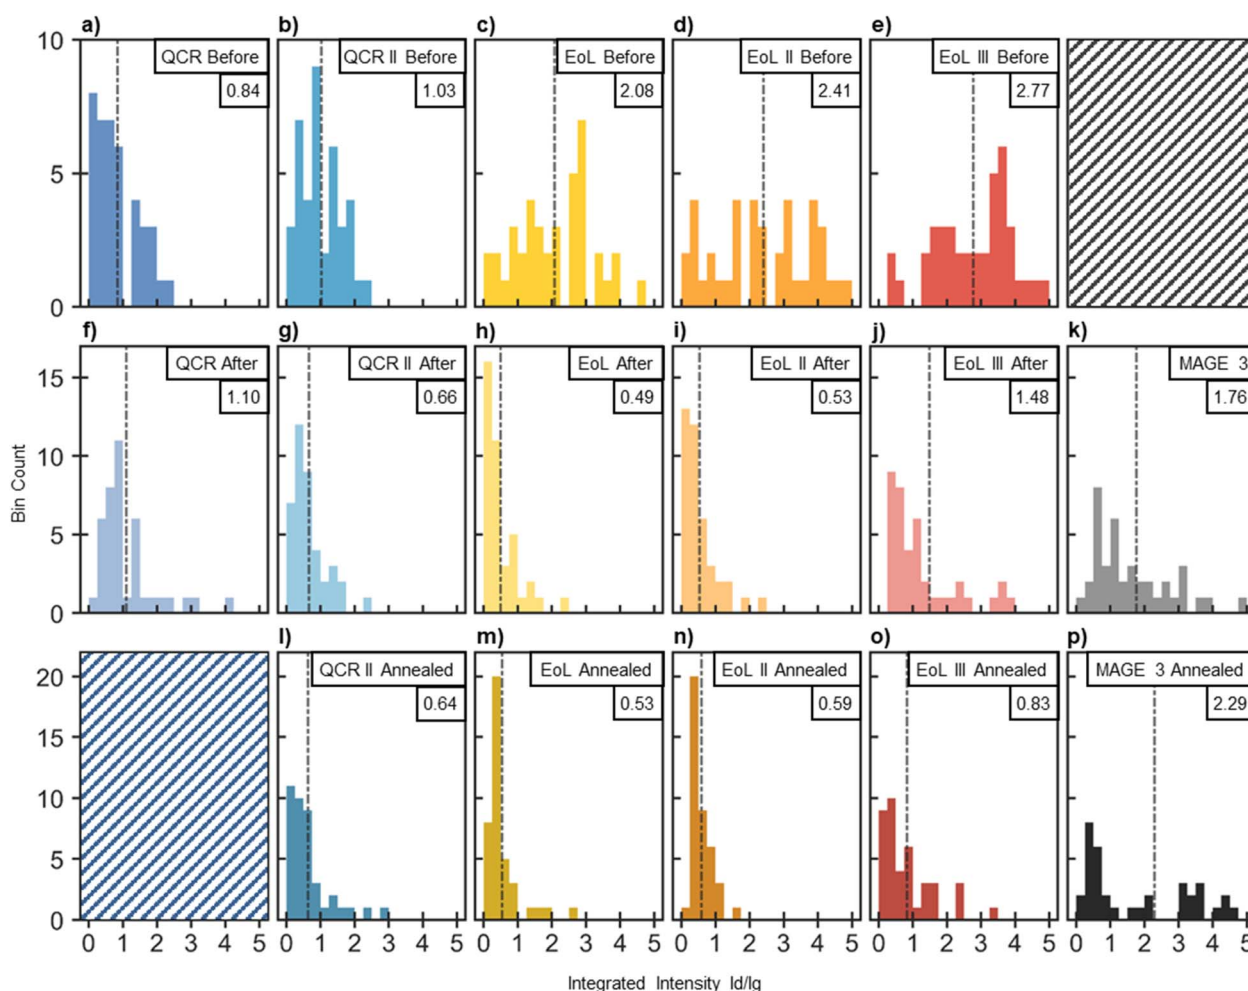 a) b) c) d) e)
10 QCR Before QCR II Before EoL Before EoL II Before EoL III Before
0.84 1.03 2.08 2.41 2.77
5
0
f) g) h) i) j) k)
15 QCR After QCR II After EoL After EoL II After EoL III After MAGE 3
1.10 0.66 0.49 0.53 1.48 1.76
10
Bin Count
5
0
l) m) n) o) p)
20 QCR II Annealed EoL Annealed EoL II Annealed EoL III Annealed MAGE 3 Annealed
0.64 0.53 0.59 0.83 2.29
15
10
5
0
0 1 2 3 4 5 0 1 2 3 4 5 0 1 2 3 4 5 0 1 2 3 4 5 0 1 2 3 4 5 0 1 2 3 4 5
Integrated Intensity Id/Ig